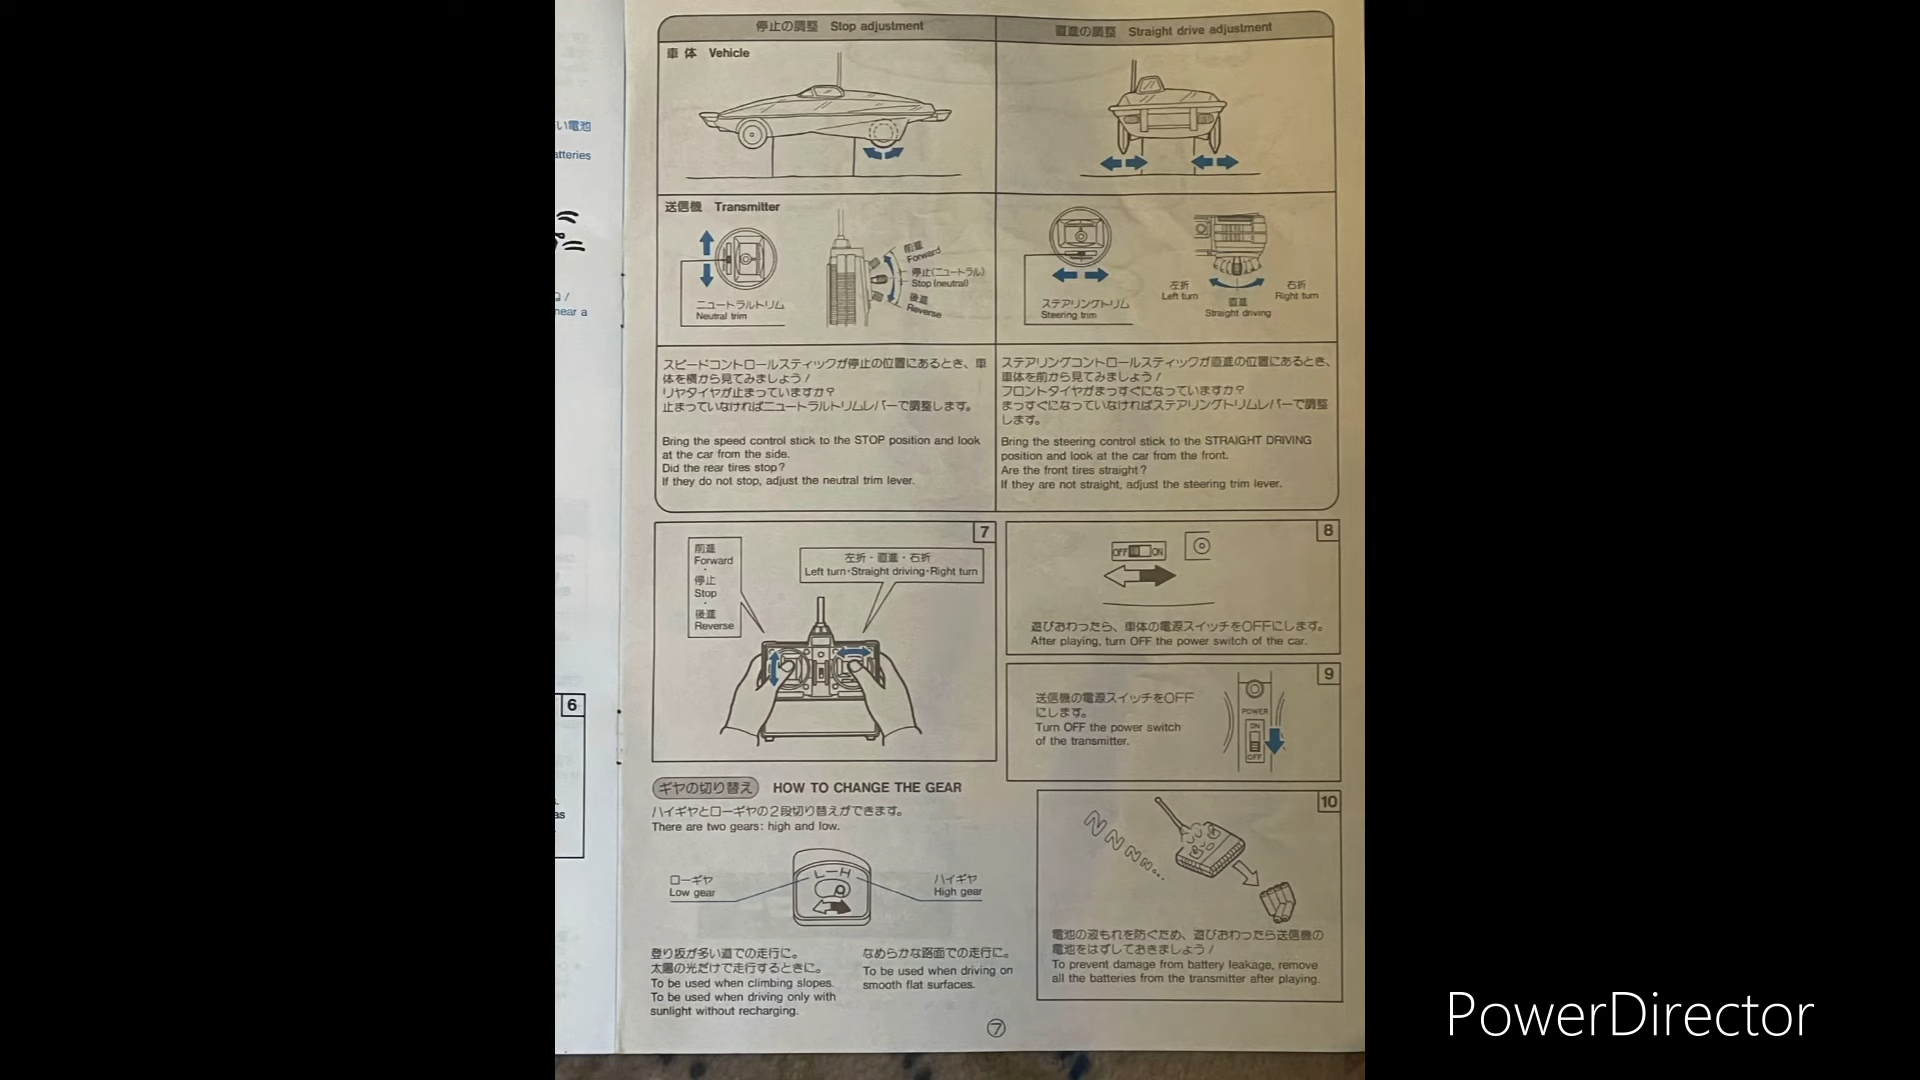 い電池
atteries
near a
6
as
停止の調整 Stop adjustment
直進の調整 Straight drive adjustment
車体 Vehicle
送信機 Transmitter
ニュートラルトリム
Neutral trim
前進
Forward
停止(ニュートラル)
Stop (neutral)
後進
Reverse
ステアリングトリム
Steering trim
左折
Left turn
直進
Straight driving
右折
Right turn
スピードコントロールスティックが停止の位置にあるとき、車
体を横から見てみましょう!
リヤタイヤが止まっていますか?
止まっていなければニュートラルトリムレバーで調整します。
Bring the speed control stick to the STOP position and look
at the car from the side.
Did the rear tires stop?
If they do not stop, adjust the neutral trim lever.
ステアリングコントロールスティックが直進の位置にあるとき、
車体を前から見てみましょう!
フロントタイヤがまっすぐになっていますか?
まっすぐになっていなければステアリングトリムレバーで調整
します。
Bring the steering control stick to the STRAIGHT DRIVING
position and look at the car from the front.
Are the front tires straight?
If they are not straight, adjust the steering trim lever.
7
前進
Forward
・
停止
Stop
・
後進
Reverse
左折・直進・右折
Left turn・Straight driving・Right turn
8
OFF ON
遊びおわったら、車体の電源スイッチをOFFにします。
After playing, turn OFF the power switch of the car.
9
送信機の電源スイッチをOFF
にします。
Turn OFF the power switch
of the transmitter.
POWER
ON
OFF
ギヤの切り替え HOW TO CHANGE THE GEAR
ハイギヤとローギヤの2段切り替えができます。
There are two gears: high and low.
ローギヤ
Low gear
L—H
ハイギヤ
High gear
登り坂が多い道での走行に。
太陽の光だけで走行するときに。
To be used when climbing slopes.
To be used when driving only with
sunlight without recharging.
なめらかな路面での走行に。
To be used when driving on
smooth flat surfaces.
10
電池の液もれを防ぐため、遊びおわったら送信機の
電池をはずしておきましょう!
To prevent damage from battery leakage, remove
all the batteries from the transmitter after playing.
⑦
PowerDirector